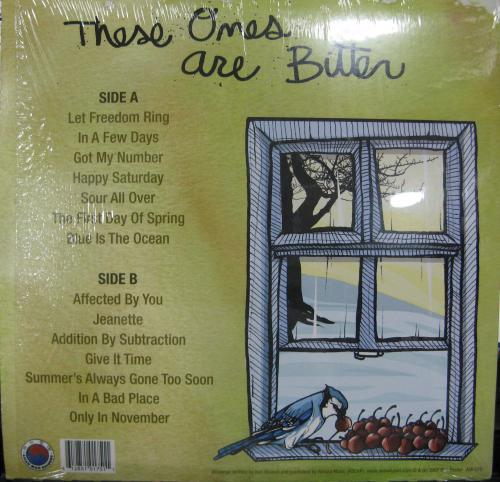 These Ones
are Bitter
SIDE A
Let Freedom Ring
In A Few Days
Got My Number
Happy Saturday
Sour All Over
The First Day Of Spring
Blue Is The Ocean
SIDE B
Affected By You
Jeanette
Addition By Subtraction
Give It Time
Summer's Always Gone Too Soon
In A Bad Place
Only In November